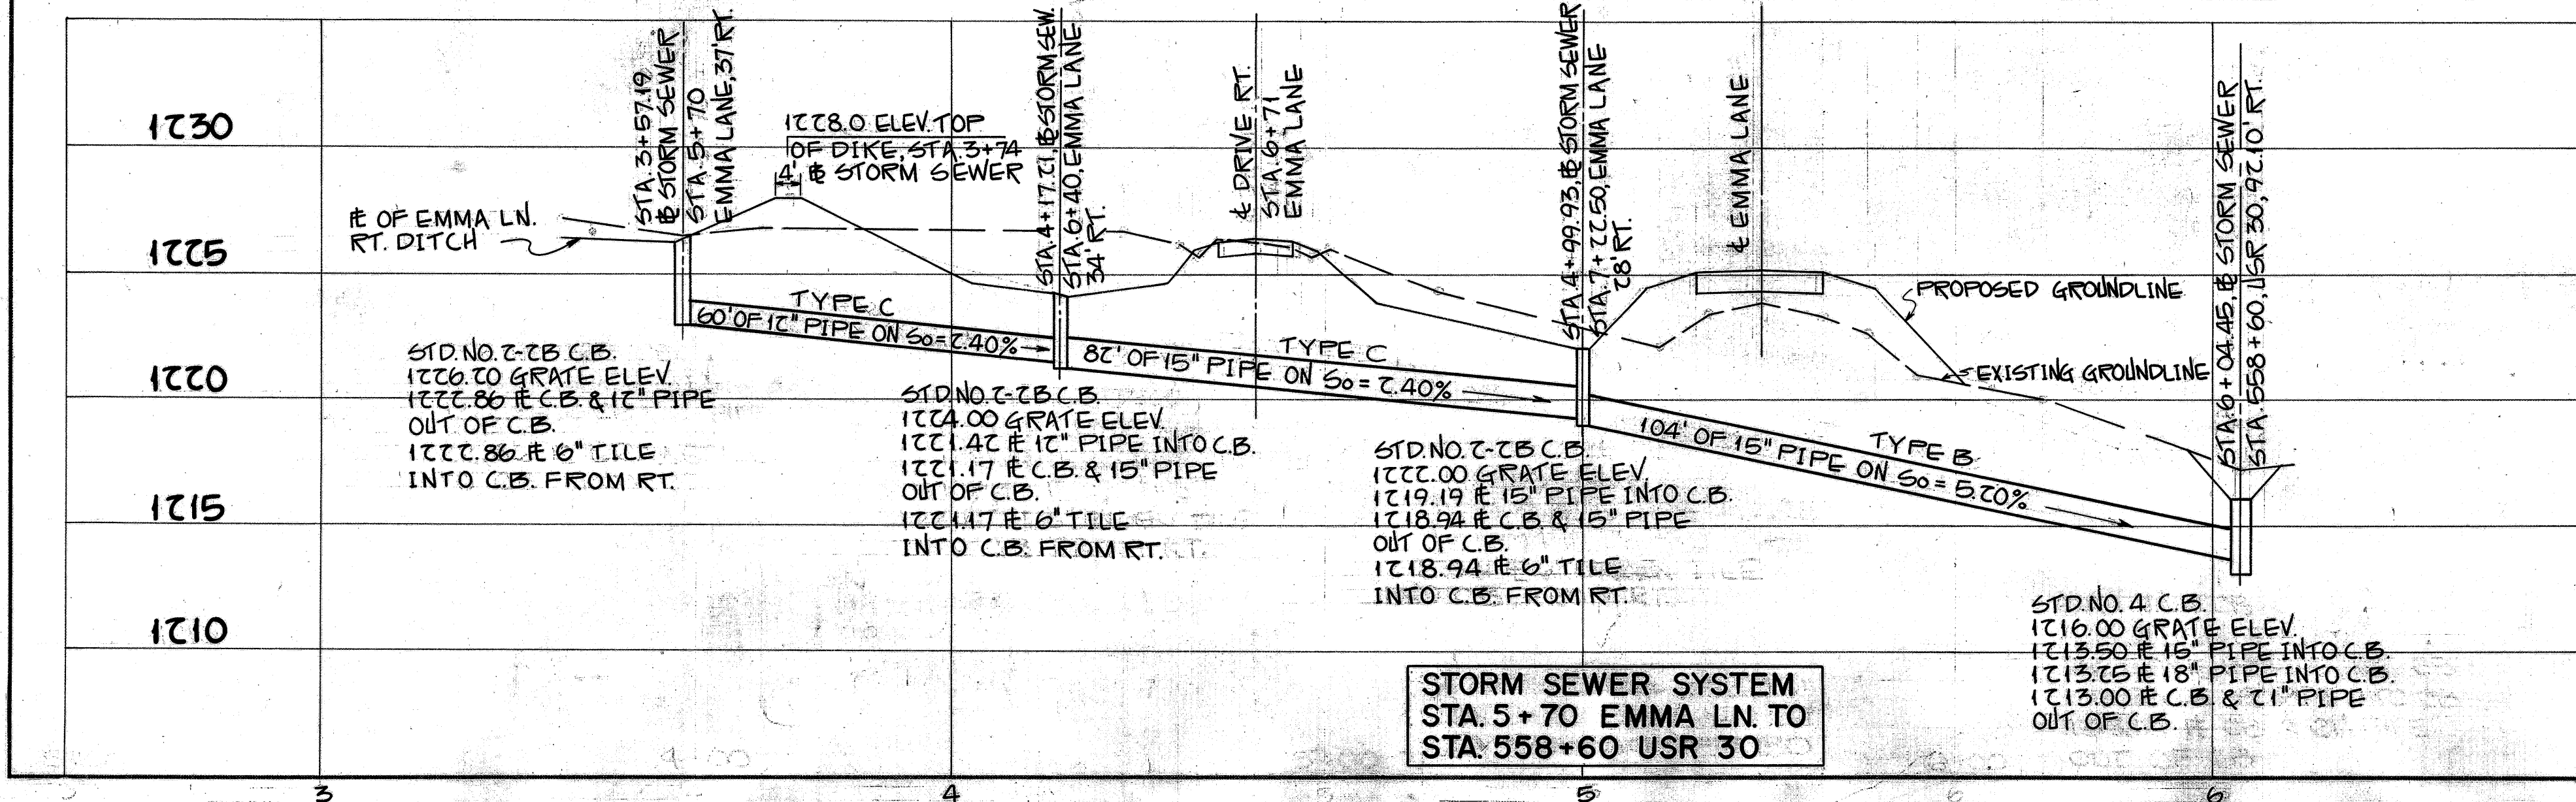 1230
1225
1220
1215
1210
STA. 3+57.19
℄ STORM SEWER
STA. 5+70
EMMA LANE, 37' RT.
1228.0 ELEV. TOP
OF DIKE, STA. 3+74
4' ℄ STORM SEWER
STA. 4+17.21, ℄ STORM SEW.
STA. 6+40, EMMA LANE
34' RT.
℄ DRIVE RT.
STA. 6+71
EMMA LANE
STA. 4+99.93, ℄ STORM SEWER
STA. 7+22.50, EMMA LANE
28' RT.
℄ EMMA LANE
STA. 6+04.45, ℄ STORM SEWER
STA. 558+60, USR 30, 92.10' RT.
OF EMMA LN.
RT. DITCH
PROPOSED GROUNDLINE
EXISTING GROUNDLINE
TYPE C
60' OF 12" PIPE ON So = 2.40%
TYPE C
82' OF 15" PIPE ON So = 2.40%
TYPE B
104' OF 15" PIPE ON So = 5.20%
STD. NO. 2-2B C.B.
1226.20 GRATE ELEV.
1222.86 C.B. & 12" PIPE
OUT OF C.B.
1222.86 6" TILE
INTO C.B. FROM RT.
STD. NO. 2-2B C.B.
1224.00 GRATE ELEV.
1221.42 12" PIPE INTO C.B.
1221.17 C.B. & 15" PIPE
OUT OF C.B.
1221.17 6" TILE
INTO C.B. FROM RT.
STD. NO. 2-2B C.B.
1222.00 GRATE ELEV.
1219.19 15" PIPE INTO C.B.
1218.94 C.B. & 15" PIPE
OUT OF C.B.
1218.94 6" TILE
INTO C.B. FROM RT.
STD. NO. 4 C.B.
1216.00 GRATE ELEV.
1213.50 15" PIPE INTO C.B.
1213.25 18" PIPE INTO C.B.
1213.00 C.B. & 21" PIPE
OUT OF C.B.
STORM SEWER SYSTEM
STA. 5+70 EMMA LN. TO
STA. 558+60 USR 30
3 4 5 6